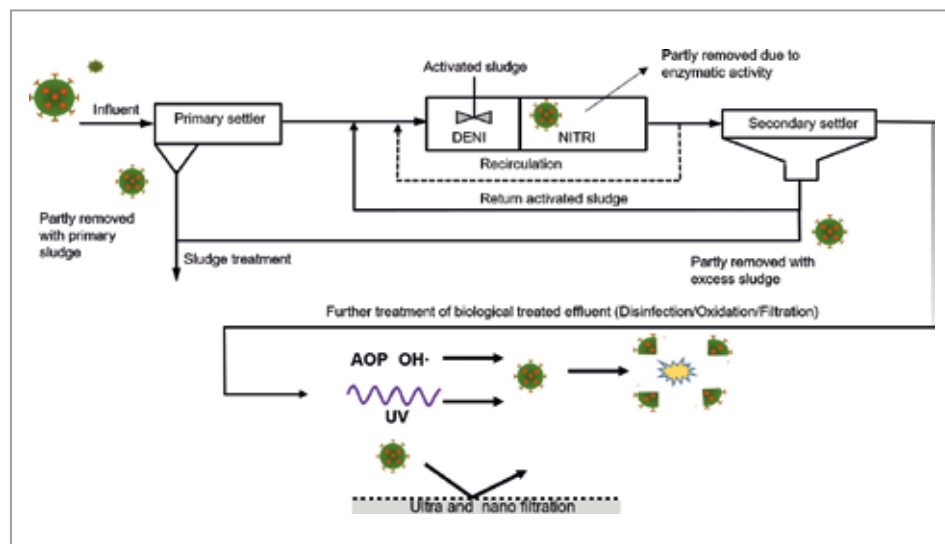 Influent
Primary settler
Activated sludge
DENI
NITRI
Partly removed due to
enzymatic activity
Secondary settler
Recirculation
Return activated sludge
Partly removed
with primary
sludge
Sludge treatment
Partly removed with
excess sludge
Further treatment of biological treated effluent (Disinfection/Oxidation/Filtration)
AOP OH·
UV
Ultra and nano filtration